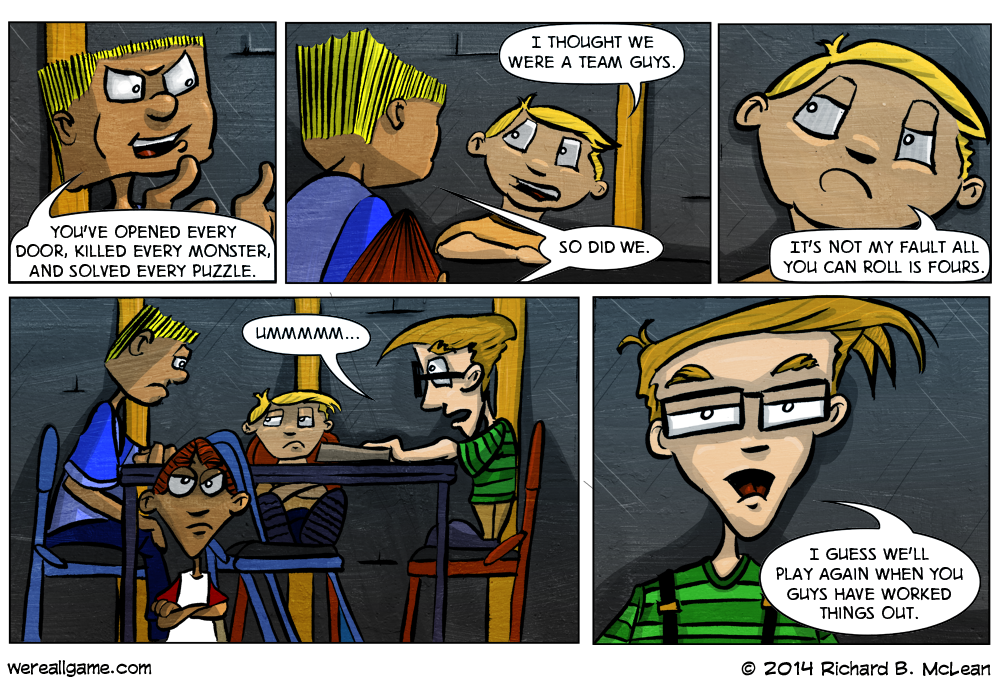 YOU'VE OPENED EVERY
DOOR, KILLED EVERY MONSTER,
AND SOLVED EVERY PUZZLE.
I THOUGHT WE
WERE A TEAM GUYS.
SO DID WE.
IT'S NOT MY FAULT ALL
YOU CAN ROLL IS FOURS.
UMMMMM...
I GUESS WE'LL
PLAY AGAIN WHEN YOU
GUYS HAVE WORKED
THINGS OUT.
wereallgame.com
© 2014 Richard B. McLean